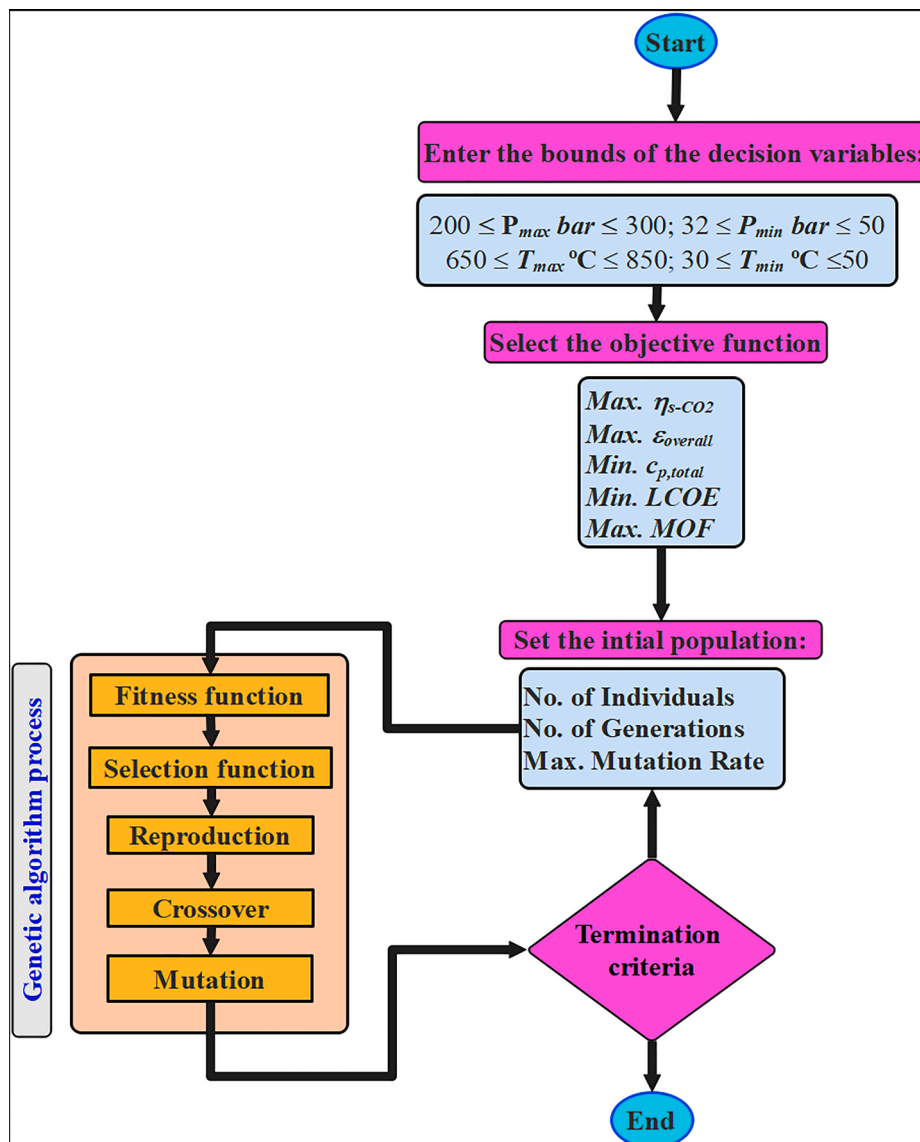 Start
Enter the bounds of the decision variables:
200 ≤ Pmax bar ≤ 300; 32 ≤ Pmin bar ≤ 50
650 ≤ Tmax ºC ≤ 850; 30 ≤ Tmin ºC ≤50
Select the objective function
Max. ηs-CO2
Max. εoverall
Min. cp,total
Min. LCOE
Max. MOF
Set the intial population:
No. of Individuals
No. of Generations
Max. Mutation Rate
Genetic algorithm process
Fitness function
Selection function
Reproduction
Crossover
Mutation
Termination
criteria
End